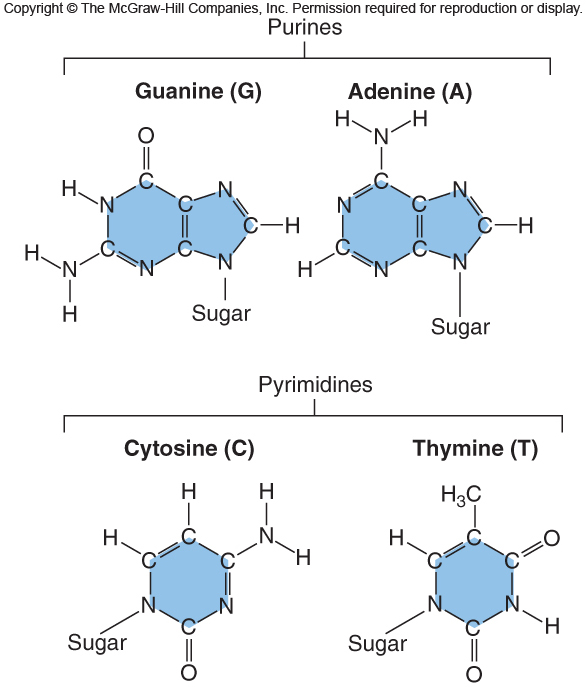 Copyright © The McGraw-Hill Companies, Inc. Permission required for reproduction or display.
Purines
Guanine (G)
Adenine (A)
O
C
H
N
C
N
C
H
C
N
C
N
H
N
H
Sugar
H
H
N
C
N
C
N
C
H
C
C
H
N
N
Sugar
Pyrimidines
Cytosine (C)
Thymine (T)
H
H
H
C
N
C
C
H
N
N
C
Sugar
O
H₃C
H
C
O
C
C
N
N
H
C
Sugar
O